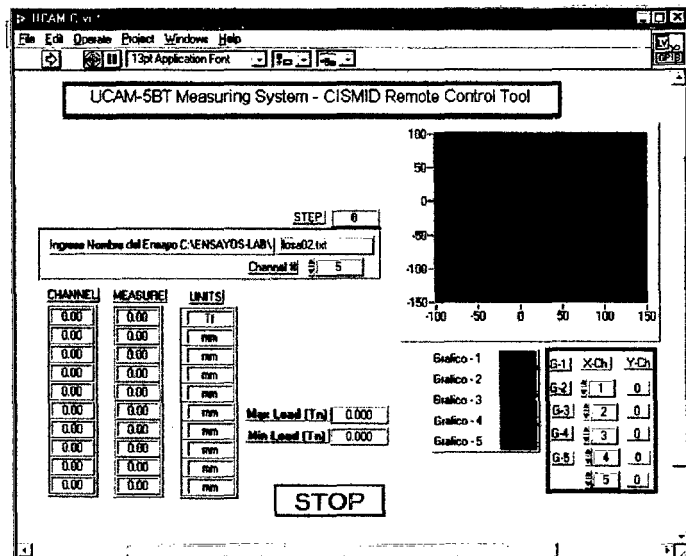 UCAM-C.vi *
File Edit Operate Project Windows Help
13pt Application Font
UCAM-5BT Measuring System - CISMID Remote Control Tool
STEP 0
Ingrese Nombre del Ensayo C:\ENSAYOS-LAB\ llosa02.txt
Channel # 5
CHANNEL MEASURE UNITS
0.00 0.00 Tf
0.00 0.00 mm
0.00 0.00 mm
0.00 0.00 mm
0.00 0.00 mm
0.00 0.00 mm
0.00 0.00 mm
0.00 0.00 mm
0.00 0.00 mm
0.00 0.00 mm
Max Load (Tn) 0.000
Min Load (Tn) 0.000
STOP
100
50
0
-50
-100
-150
-100 -50 0 50 100 150
Grafico - 1
Grafico - 2
Grafico - 3
Grafico - 4
Grafico - 5
G-1 X-Ch Y-Ch
G-2 1 0
G-3 2 0
G-4 3 0
G-5 4 0
5 0